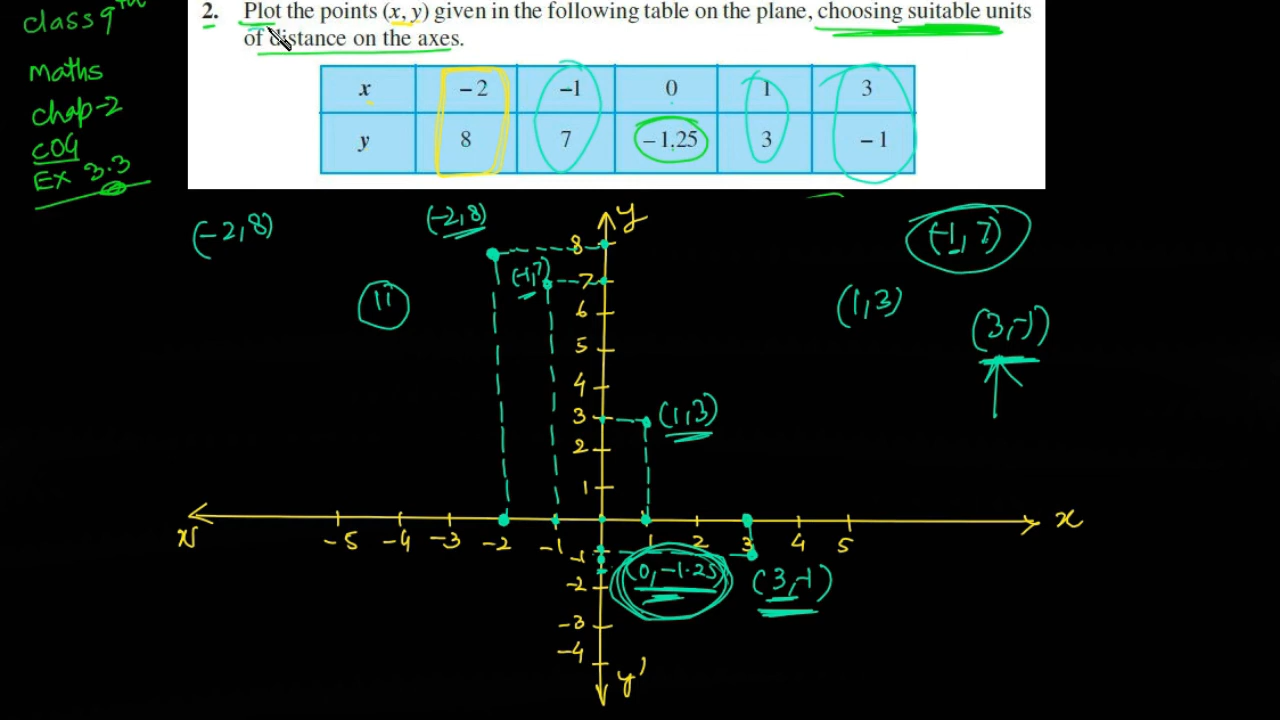 class 9th
maths
chap-2
COG
EX 3.3
2. Plot the points (x, y) given in the following table on the plane, choosing suitable units
of distance on the axes.
x -2 -1 0 1 3
y 8 7 -1.25 3 -1
(-2,8)
(-2,8)
y
(-1,7)
8
(-1,7)
7
11
(1,3)
6
(3,-1)
5
4
3 (1,3)
2
1
x
-5 -4 -3 -2 -1 1 2 3 4 5
-1
(0,-1.25) (3,-1)
-2
-3
-4
y'